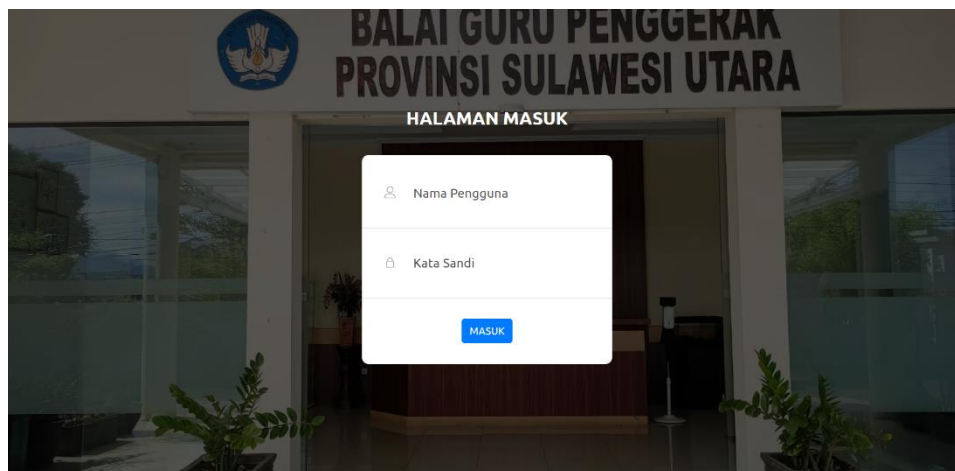 BALAI GURU PENGGERAK
PROVINSI SULAWESI UTARA
HALAMAN MASUK
Nama Pengguna
Kata Sandi
MASUK